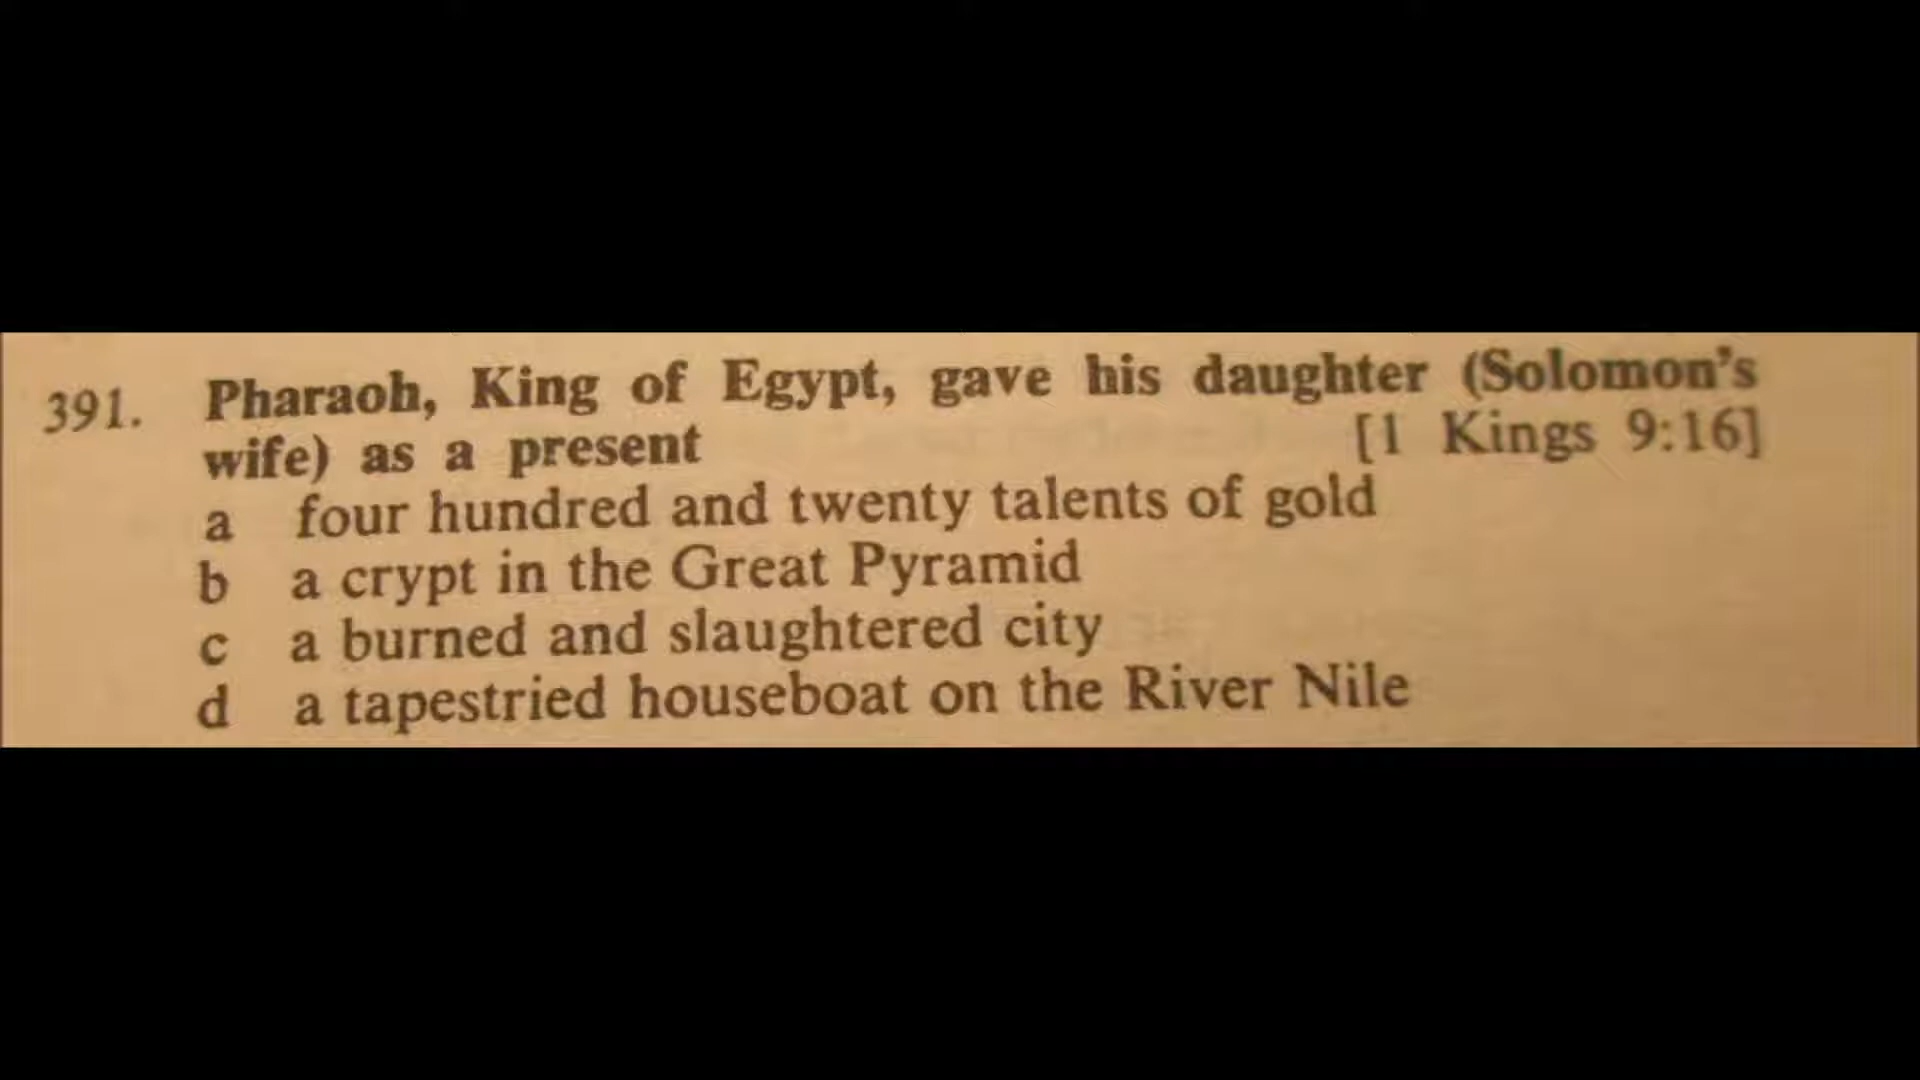 391. Pharaoh, King of Egypt, gave his daughter (Solomon's
wife) as a present [1 Kings 9:16]
a four hundred and twenty talents of gold
b a crypt in the Great Pyramid
c a burned and slaughtered city
d a tapestried houseboat on the River Nile